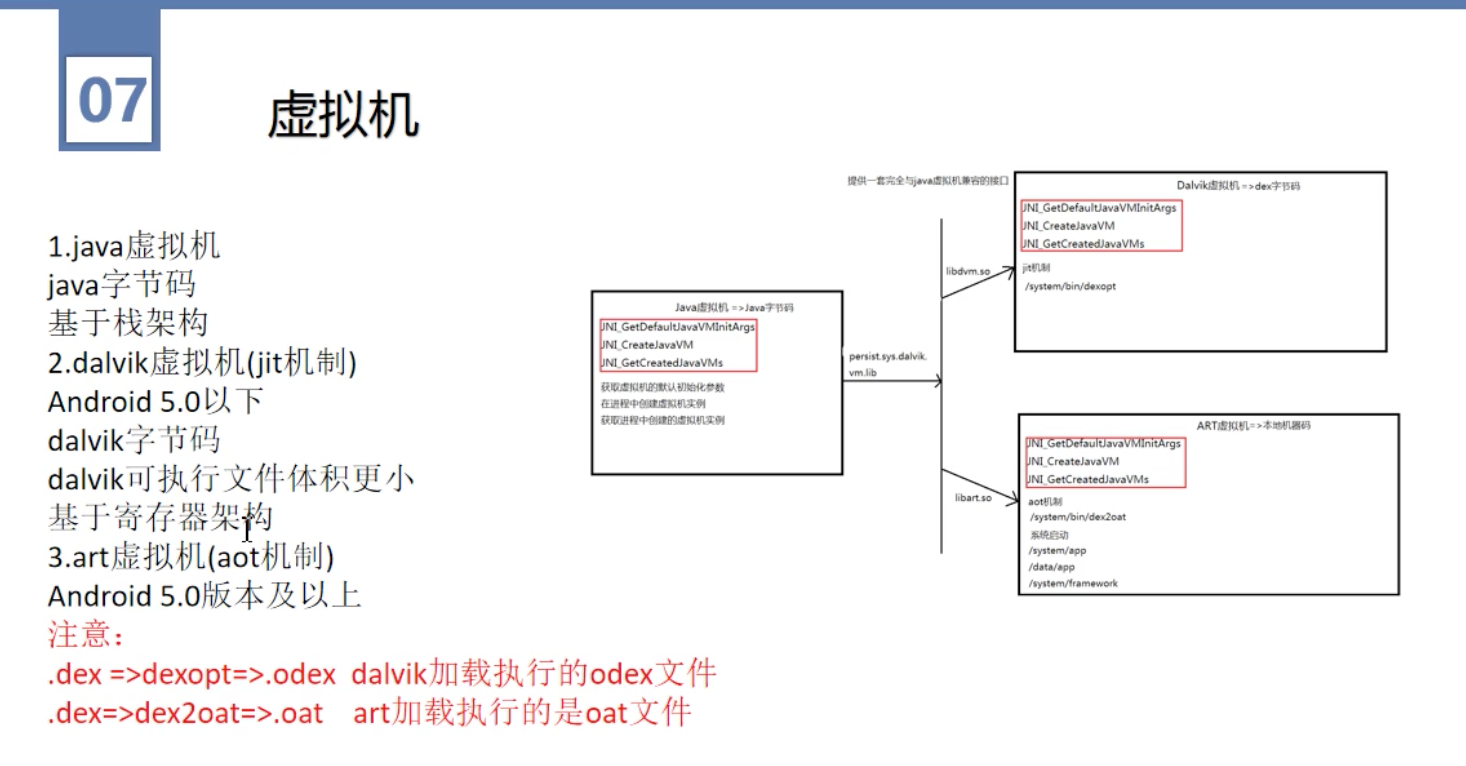 07
虚拟机
1.java虚拟机
java字节码
基于栈架构
2.dalvik虚拟机(jit机制)
Android 5.0以下
dalvik字节码
dalvik可执行文件体积更小
基于寄存器架构
3.art虚拟机(aot机制)
Android 5.0版本及以上
注意：
.dex =>dexopt=>.odex dalvik加载执行的odex文件
.dex=>dex2oat=>.oat art加载执行的是oat文件
Java虚拟机 =>Java字节码
JNI_GetDefaultJavaVMInitArgs
JNI_CreateJavaVM
JNI_GetCreatedJavaVMs
获取虚拟机的默认初始化参数
在进程中创建虚拟机实例
获取进程中创建的虚拟机实例
persist.sys.dalvik.
vm.lib
提供一套完全与java虚拟机兼容的接口
libdvm.so
Dalvik虚拟机 =>dex字节码
JNI_GetDefaultJavaVMInitArgs
JNI_CreateJavaVM
JNI_GetCreatedJavaVMs
jit机制
/system/bin/dexopt
libart.so
ART虚拟机=>本地机器码
JNI_GetDefaultJavaVMInitArgs
JNI_CreateJavaVM
JNI_GetCreatedJavaVMs
aot机制
/system/bin/dex2oat
系统启动
/system/app
/data/app
/system/framework